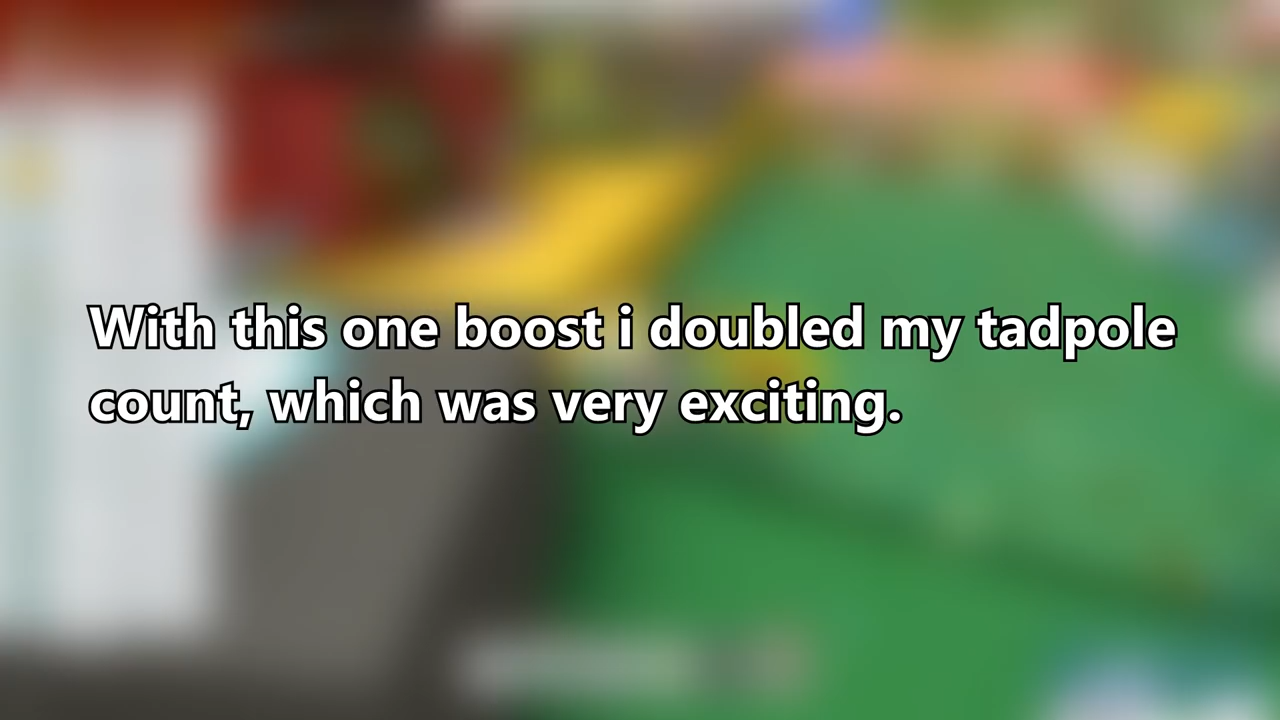 With this one boost i doubled my tadpole
count, which was very exciting.